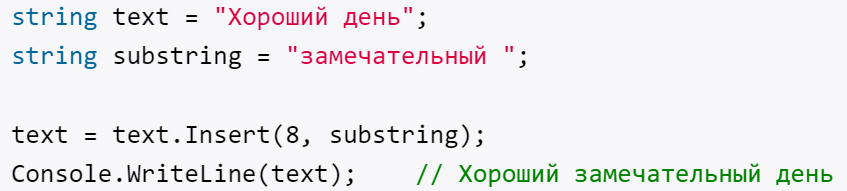 string text = "Хороший день";
string substring = "замечательный ";
text = text.Insert(8, substring);
Console.WriteLine(text);    // Хороший замечательный день